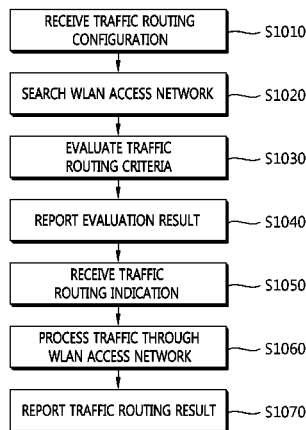 RECEIVE TRAFFIC ROUTING
CONFIGURATION
S1010
SEARCH WLAN ACCESS NETWORK
S1020
EVALUATE TRAFFIC
ROUTING CRITERIA
S1030
REPORT EVALUATION RESULT
S1040
RECEIVE TRAFFIC
ROUTING INDICATION
S1050
PROCESS TRAFFIC THROUGH
WLAN ACCESS NETWORK
S1060
REPORT TRAFFIC ROUTING RESULT
S1070